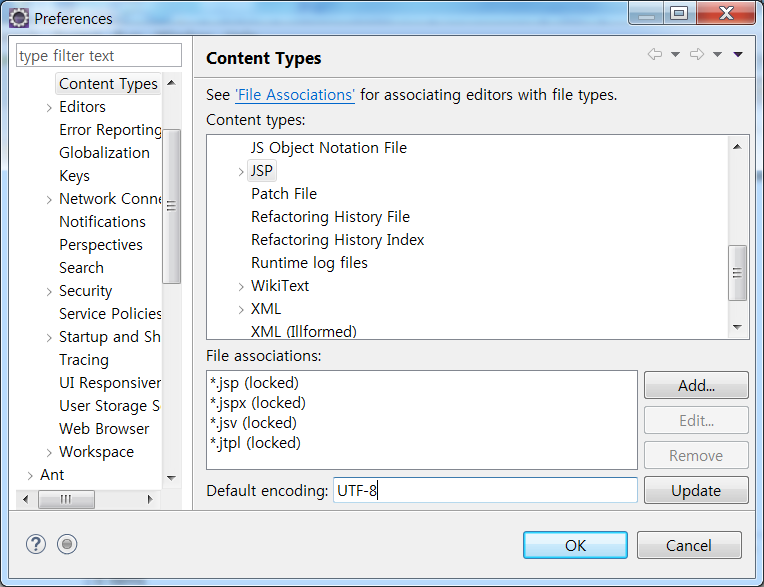 Preferences
type filter text
Content Types
Editors
Error Reporting
Globalization
Keys
Network Conne
Notifications
Perspectives
Search
Security
Service Policies
Startup and Sh
Tracing
UI Responsiven
User Storage S
Web Browser
Workspace
Ant
Content Types
See 'File Associations' for associating editors with file types.
Content types:
JS Object Notation File
JSP
Patch File
Refactoring History File
Refactoring History Index
Runtime log files
WikiText
XML
XML (Illformed)
File associations:
*.jsp (locked)
*.jspx (locked)
*.jsv (locked)
*.jtpl (locked)
Add...
Edit...
Remove
Default encoding: UTF-8
Update
OK
Cancel